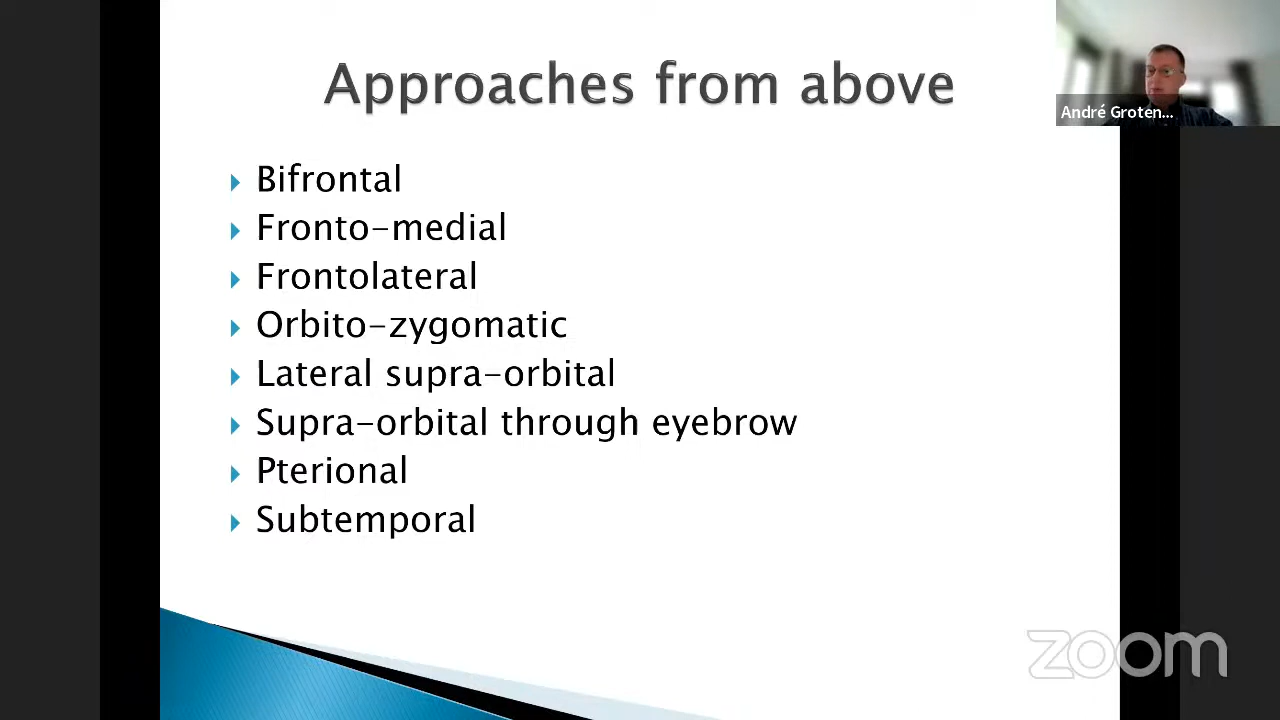 Approaches from above
André Groten...
Bifrontal
Fronto-medial
Frontolateral
Orbito-zygomatic
Lateral supra-orbital
Supra-orbital through eyebrow
Pterional
Subtemporal
zoom